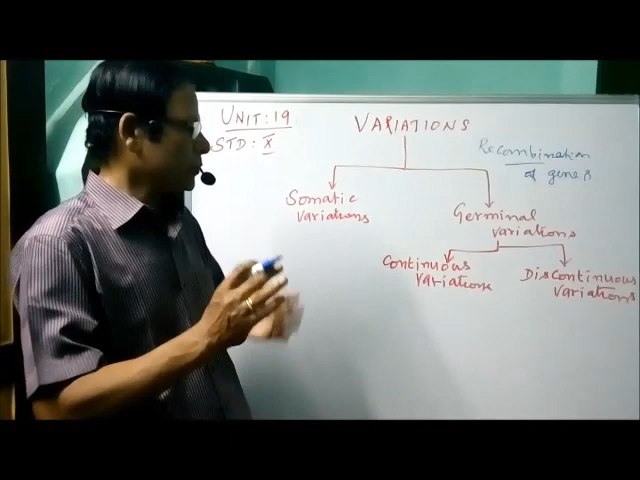 UNIT: 19
STD: X
VARIATIONS
Recombination
of genes
Somatic
variations
Germinal
variations
Continuous
variations
Discontinuous
variations